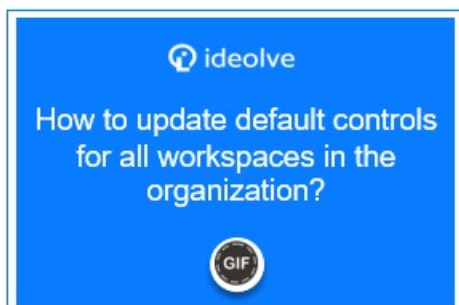 ideolve
How to update default controls
for all workspaces in the
organization?
GIF